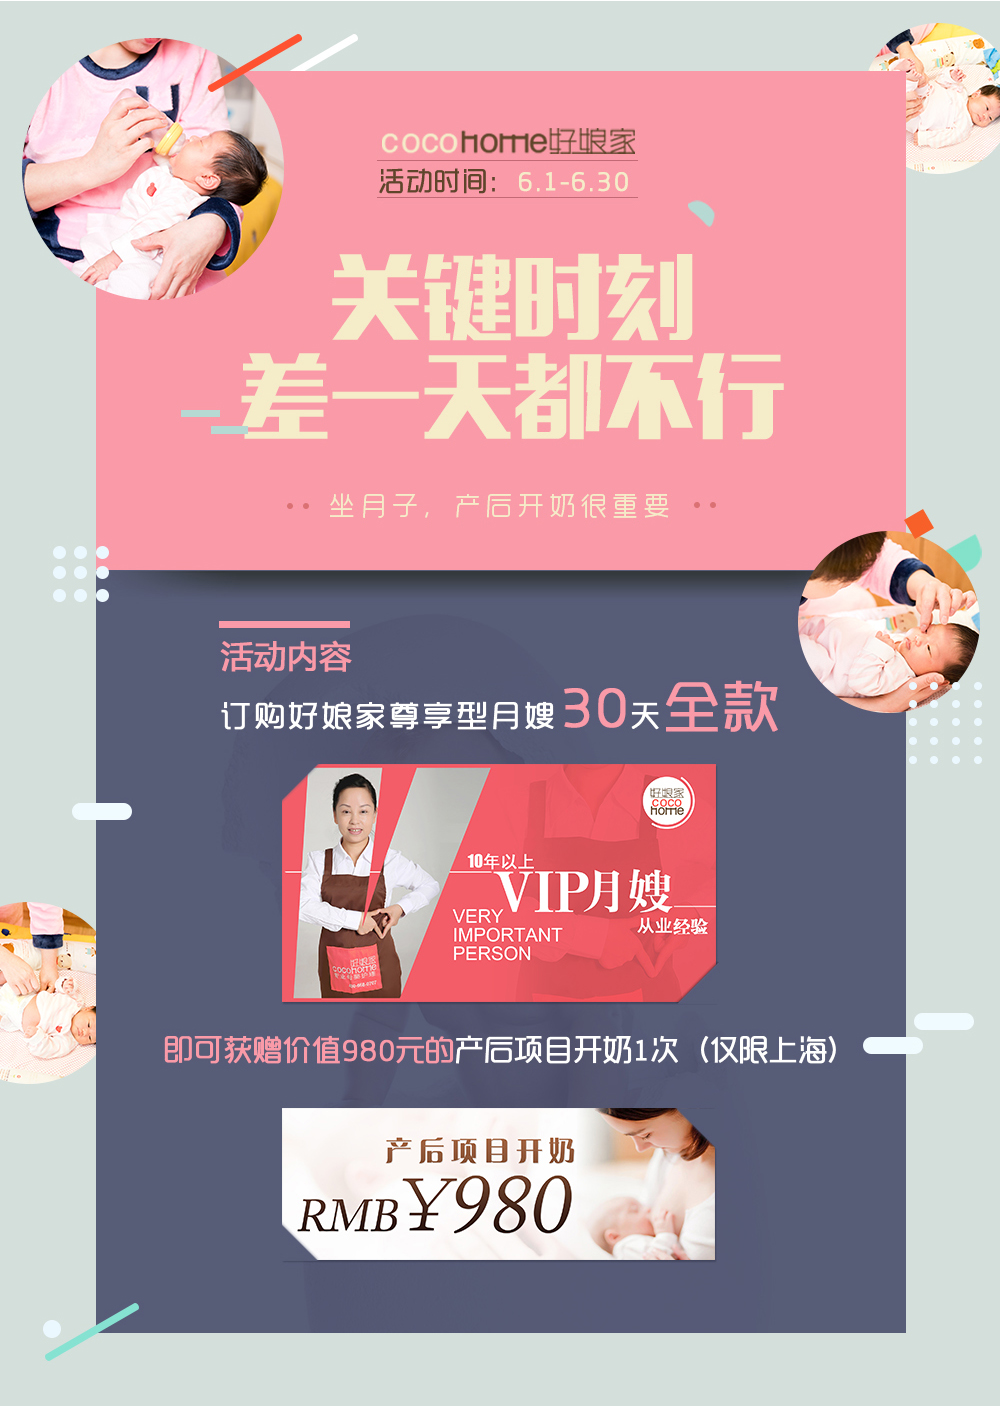 cocohome好娘家
活动时间：6.1-6.30
关键时刻
差一天都不行
坐月子，产后开奶很重要
活动内容
订购好娘家尊享型月嫂30天全款
好娘家
coco
home
10年以上
VIP月嫂
从业经验
VERY
IMPORTANT
PERSON
好娘家
cocohome
即可获赠价值980元的产后项目开奶1次（仅限上海）
产后项目开奶
RMB￥980